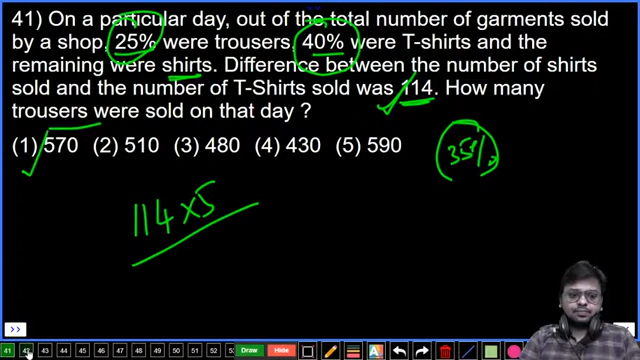 41) On a particular day, out of the total number of garments sold
by a shop, 25% were trousers, 40% were T-shirts and the
remaining were shirts. Difference between the number of shirts
sold and the number of T-Shirts sold was 114. How many
trousers were sold on that day ?
(1) 570 (2) 510 (3) 480 (4) 430 (5) 590
35%
114 × 5
>>
41 42 43 44 45 46 47 48 49 50 51 52 Draw Hide